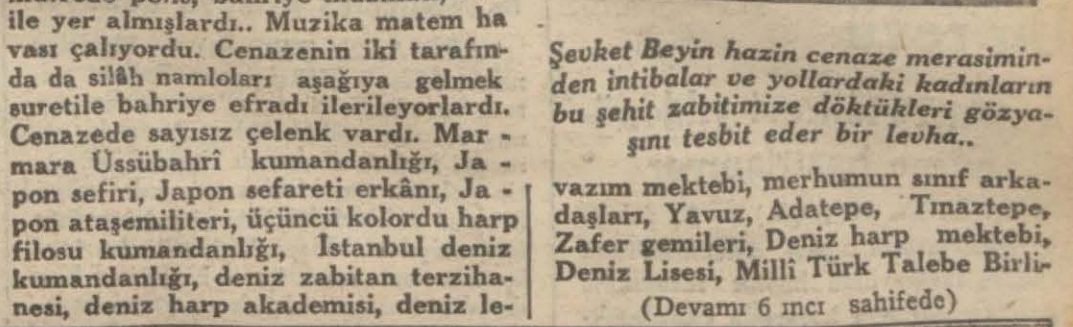 ile yer almışlardı.. Muzika matem ha
vası çalıyordu. Cenazenin iki tarafın-
da da silâh namloları aşağıya gelmek
suretile bahriye efradı ilerileyorlardı.
Cenazede sayısız çelenk vardı. Mar -
mara Üssübahrî kumandanlığı, Ja -
pon sefiri, Japon sefareti erkânı, Ja -
pon ataşemiliteri, üçüncü kolordu harp
filosu kumandanlığı, İstanbul deniz
kumandanlığı, deniz zabitan terziha-
nesi, deniz harp akademisi, deniz le-
Şevket Beyin hazin cenaze merasimin-
den intibalar ve yollardaki kadınların
bu şehit zabitimize döktükleri gözya-
şını tesbit eder bir levha..
vazım mektebi, merhumun sınıf arka-
daşları, Yavuz, Adatepe, Tınaztepe,
Zafer gemileri, Deniz harp mektebi,
Deniz Lisesi, Millî Türk Talebe Birli-
(Devamı 6 ıncı sahifede)